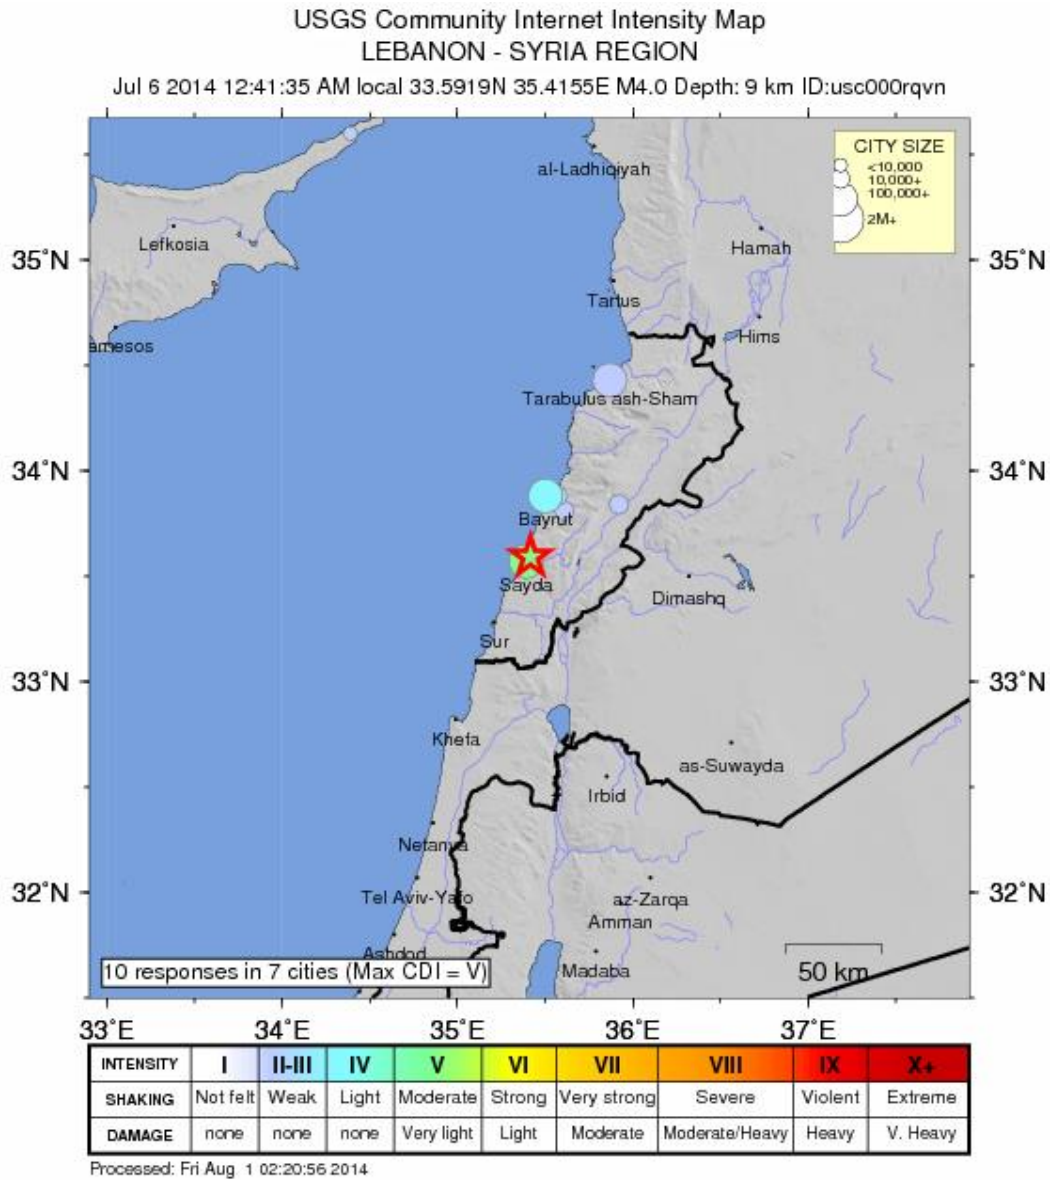 USGS Community Internet Intensity Map
LEBANON - SYRIA REGION
Jul 6 2014 12:41:35 AM local 33.5919N 35.4155E M4.0 Depth: 9 km ID:usc000rqvn
CITY SIZE
<10,000
10,000+
100,000+
2M+
al-Ladhiqiyah
Lefkosia
Hamah
35°N
35°N
Tartus
Hims
amesos
Tarabulus ash-Sham
34°N
34°N
Bayrut
Sayda
Dimashq
Sur
33°N
33°N
Khefa
as-Suwayda
Irbid
Netanya
32°N
32°N
Tel Aviv-Yafo
az-Zarqa
Amman
Ashdod
Madaba
50 km
10 responses in 7 cities (Max CDI = V)
33°E 34°E 35°E 36°E 37°E
INTENSITY I II-III IV V VI VII VIII IX X+
SHAKING Not felt Weak Light Moderate Strong Very strong Severe Violent Extreme
DAMAGE none none none Very light Light Moderate Moderate/Heavy Heavy V. Heavy
Processed: Fri Aug 1 02:20:56 2014